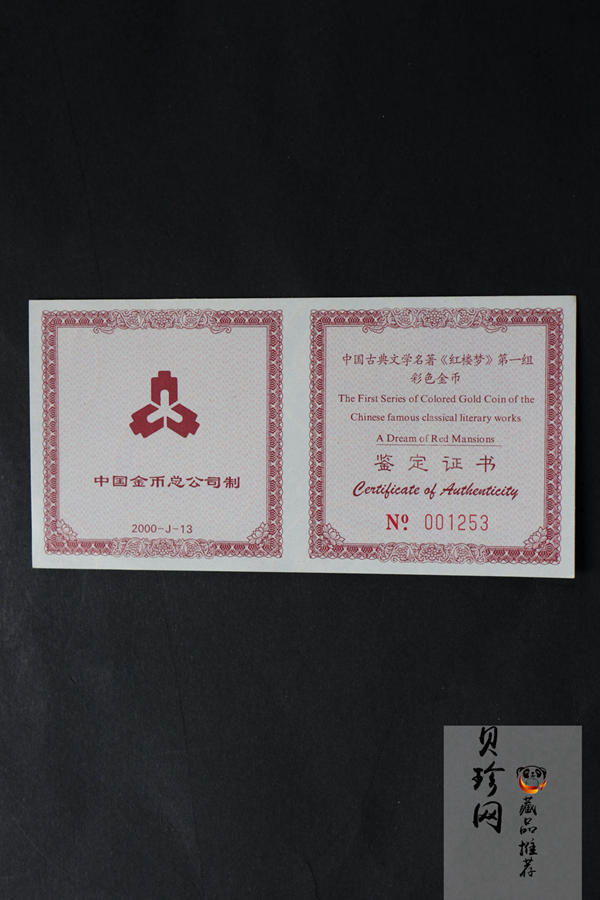 中国金币总公司制
2000-J-13
中国古典文学名著《红楼梦》第一组
彩色金币
The First Series of Colored Gold Coin of the
Chinese famous classical literary works
A Dream of Red Mansions
鉴定证书
Certificate of Authenticity
Nº 001253
贝珍网
藏品推荐